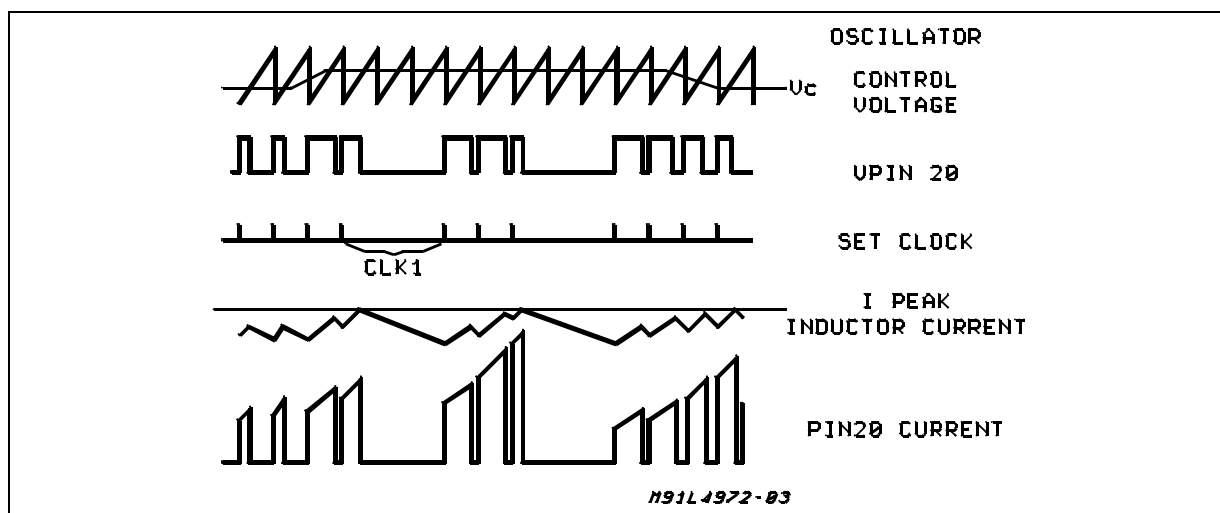 OSCILLATOR
Vc
CONTROL
VOLTAGE
VPIN 20
SET CLOCK
CLK1
I PEAK
INDUCTOR CURRENT
PIN20 CURRENT
M91L4972-03